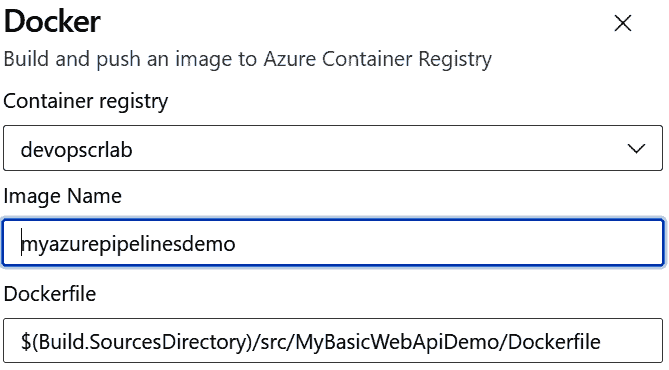 Docker
Build and push an image to Azure Container Registry
Container registry
devopscrlab
Image Name
myazurepipelinesdemo
Dockerfile
$(Build.SourcesDirectory)/src/MyBasicWebApiDemo/Dockerfile